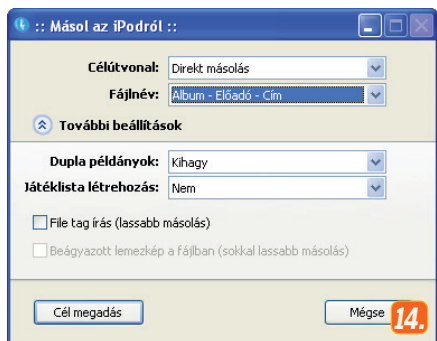 :: Másol az iPodról ::
Célútvonal: Direkt másolás
Fájlnév: Album - Előadó - Cím
További beállítások
Dupla példányok: Kihagy
Játéklista létrehozás: Nem
File tag írás (lassabb másolás)
Beágyazott lemezkép a fájlban (sokkal lassabb másolás)
Cél megadás Mégse 14.